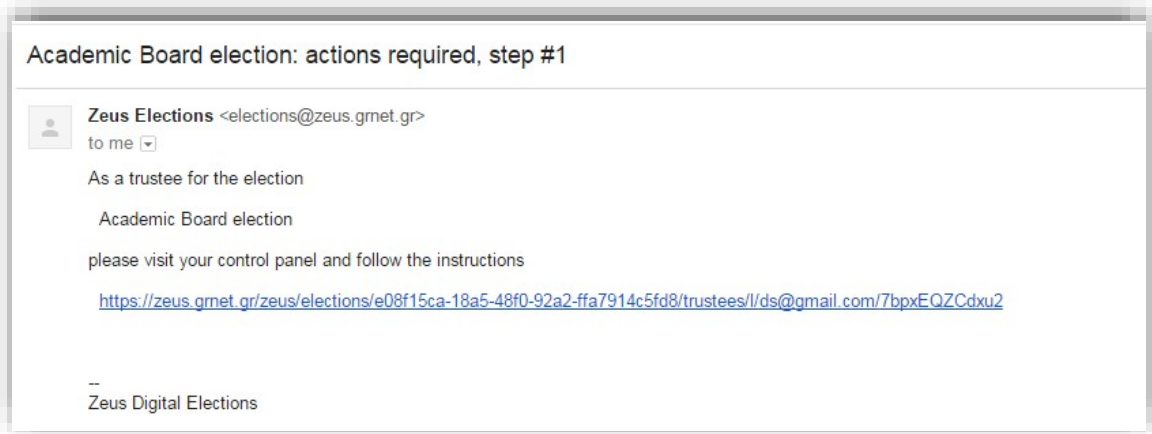 Academic Board election: actions required, step #1
Zeus Elections <elections@zeus.grnet.gr>
to me
As a trustee for the election
Academic Board election
please visit your control panel and follow the instructions
https://zeus.grnet.gr/zeus/elections/e08f15ca-18a5-48f0-92a2-ffa7914c5fd8/trustees/l/ds@gmail.com/7bpxEQZCdxu2
--
Zeus Digital Elections